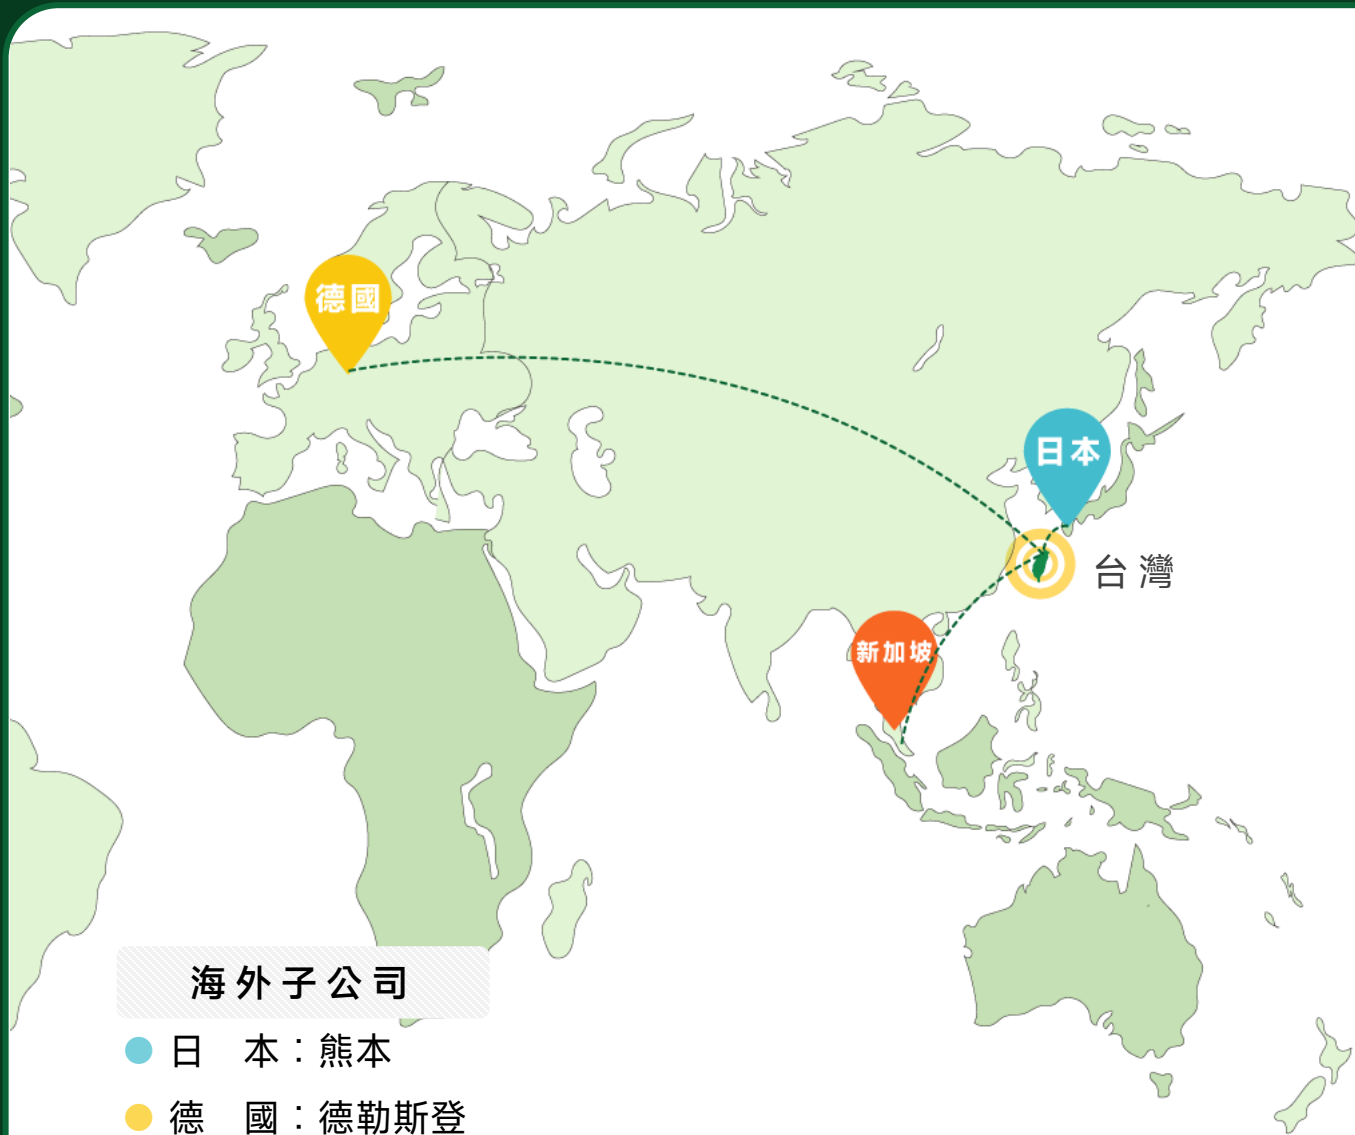 德國
日本
台灣
新加坡
海外子公司
日　本：熊本
德　國：德勒斯登